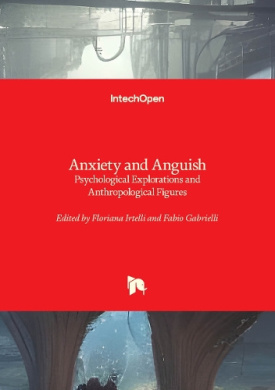 IntechOpen
Anxiety and Anguish
Psychological Explorations and
Anthropological Figures
Edited by Floriana Irtelli and Fabio Gabrielli